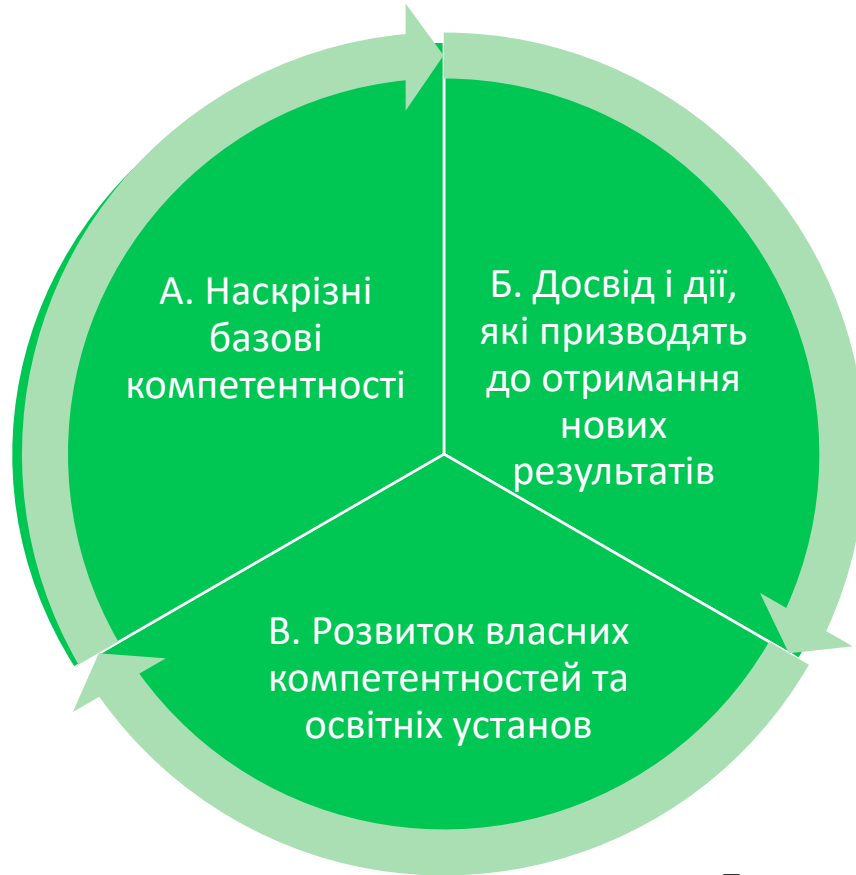 А. Наскрізні
базові
компетентності
Б. Досвід і дії,
які призводять
до отримання
нових
результатів
В. Розвиток власних
компетентностей та
освітніх установ